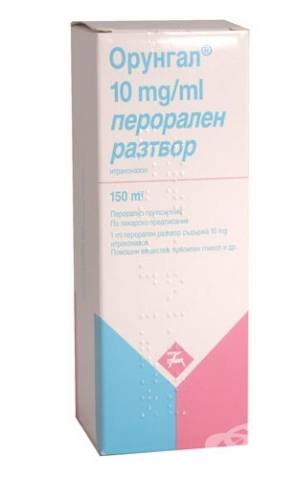 Орунгал®
10 mg/ml
перорален
разтвор
итраконазол
150 ml
Перорално приложение
По лекарско предписание
1 ml перорален разтвор съдържа 10 mg
итраконазол
Помощни вещества: пропилен гликол и др.